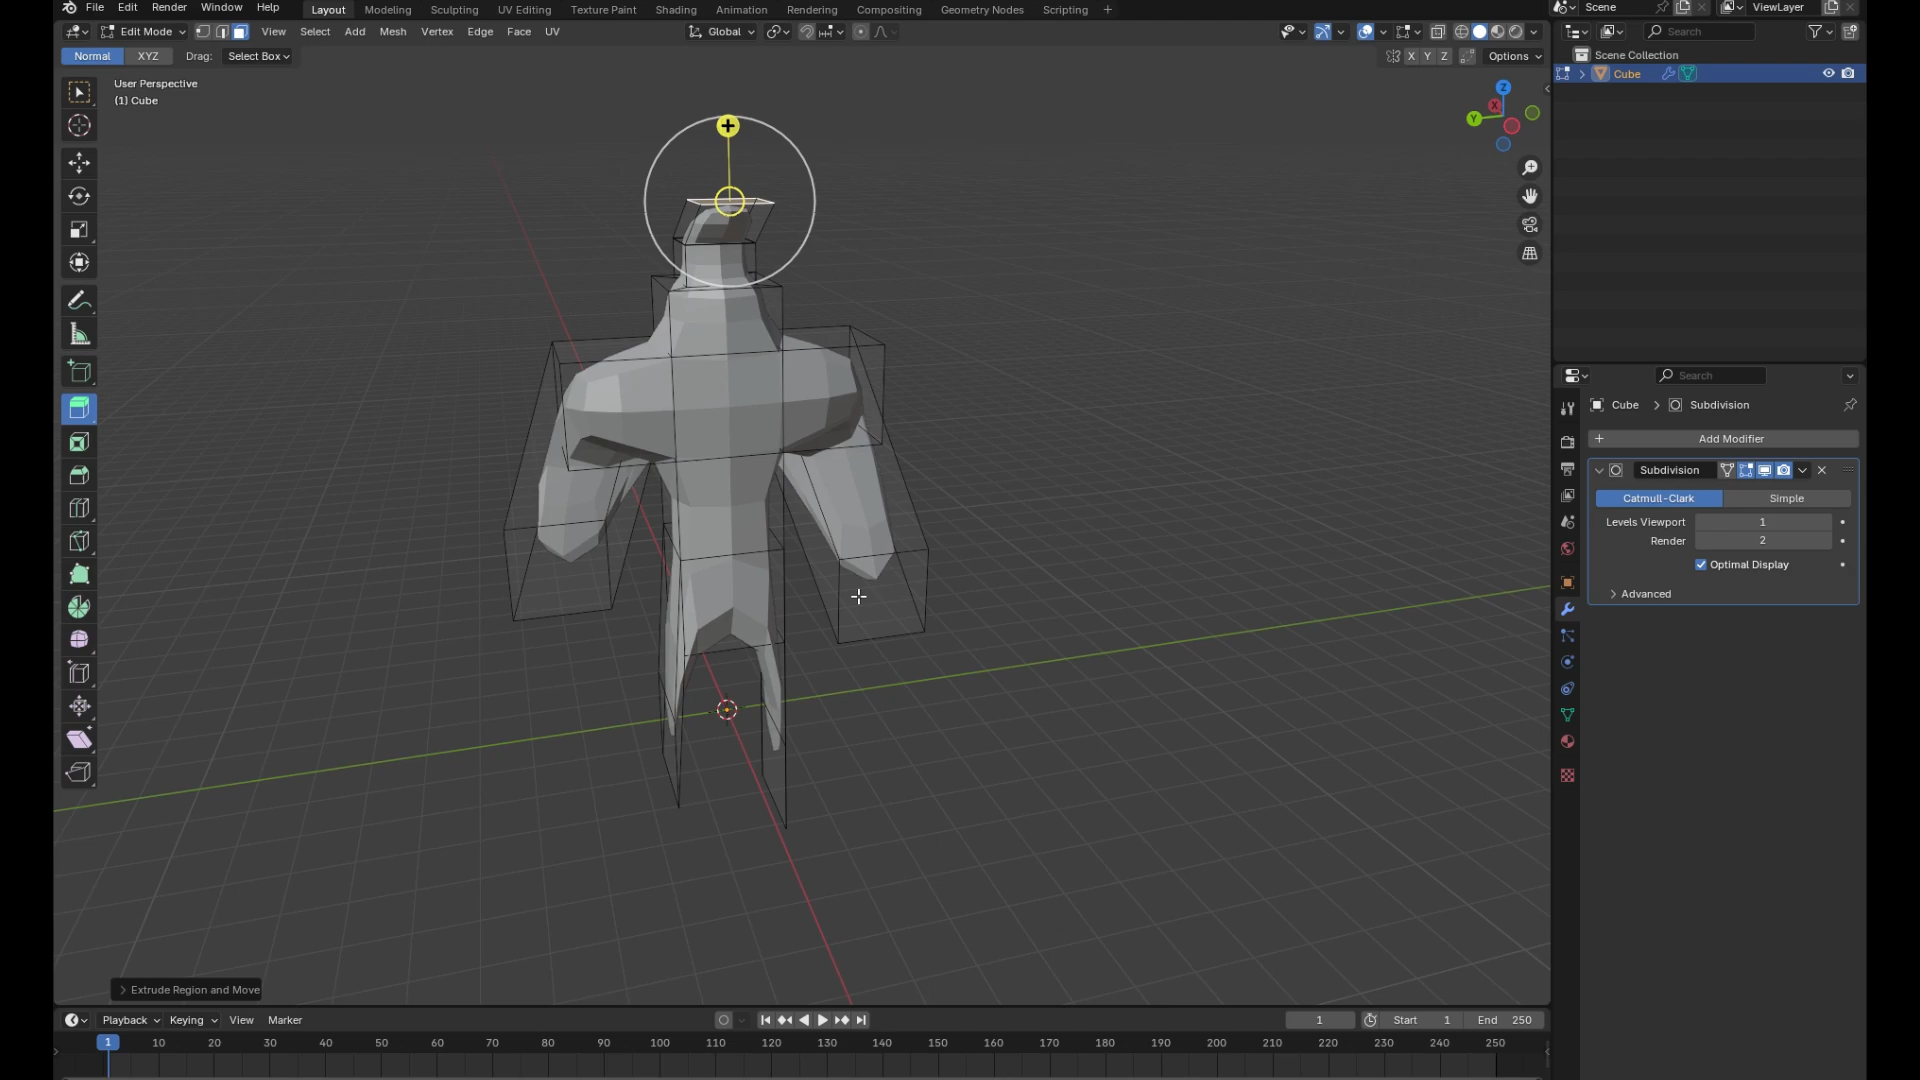 File Edit Render Window Help Layout Modeling Sculpting UV Editing Texture Paint Shading Animation Rendering Compositing Geometry Nodes Scripting + Scene ViewLayer
Edit Mode View Select Add Mesh Vertex Edge Face UV Global Search
Normal XYZ Drag: Select Box X Y Z Options Scene Collection
Cube
User Perspective
(1) Cube
Z
X
Y
Search
Cube > Subdivision
+ Add Modifier
Subdivision
Catmull-Clark Simple
Levels Viewport 1
Render 2
Optimal Display
> Advanced
> Extrude Region and Move
Playback Keying View Marker 1 Start 1 End 250
1 10 20 30 40 50 60 70 80 90 100 110 120 130 140 150 160 170 180 190 200 210 220 230 240 250